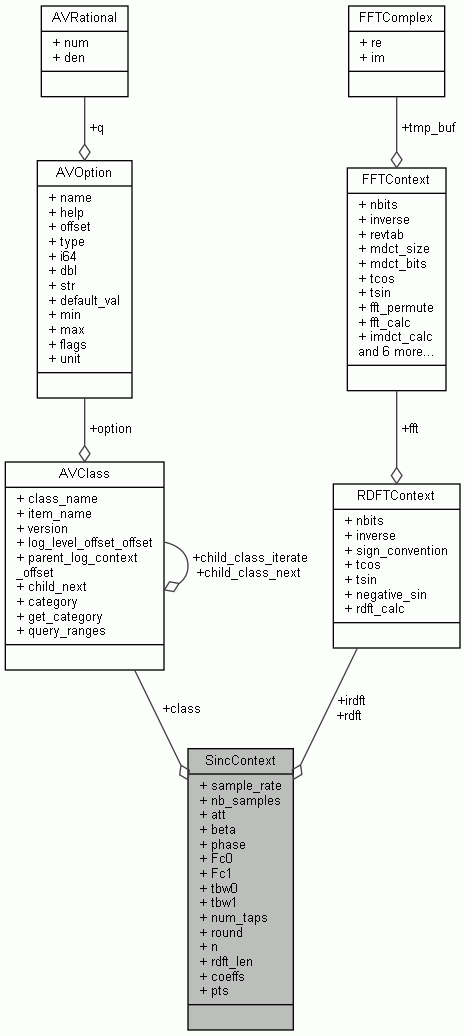 AVRational
+ num
+ den
FFTComplex
+ re
+ im
+q
+tmp_buf
AVOption
+ name
+ help
+ offset
+ type
+ i64
+ dbl
+ str
+ default_val
+ min
+ max
+ flags
+ unit
FFTContext
+ nbits
+ inverse
+ revtab
+ mdct_size
+ mdct_bits
+ tcos
+ tsin
+ fft_permute
+ fft_calc
+ imdct_calc
and 6 more...
+option
+fft
AVClass
+ class_name
+ item_name
+ version
+ log_level_offset_offset
+ parent_log_context
_offset
+ child_next
+ category
+ get_category
+ query_ranges
+child_class_iterate
+child_class_next
RDFTContext
+ nbits
+ inverse
+ sign_convention
+ tcos
+ tsin
+ negative_sin
+ rdft_calc
+class
+irdft
+rdft
SincContext
+ sample_rate
+ nb_samples
+ att
+ beta
+ phase
+ Fc0
+ Fc1
+ tbw0
+ tbw1
+ num_taps
+ round
+ n
+ rdft_len
+ coeffs
+ pts